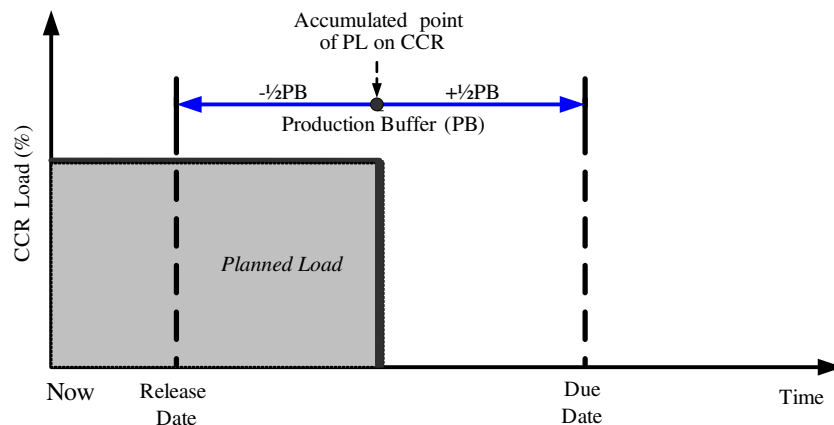 Accumulated point
of PL on CCR
-½PB
+½PB
Production Buffer (PB)
CCR Load (%)
Planned Load
Now
Release
Date
Due
Date
Time